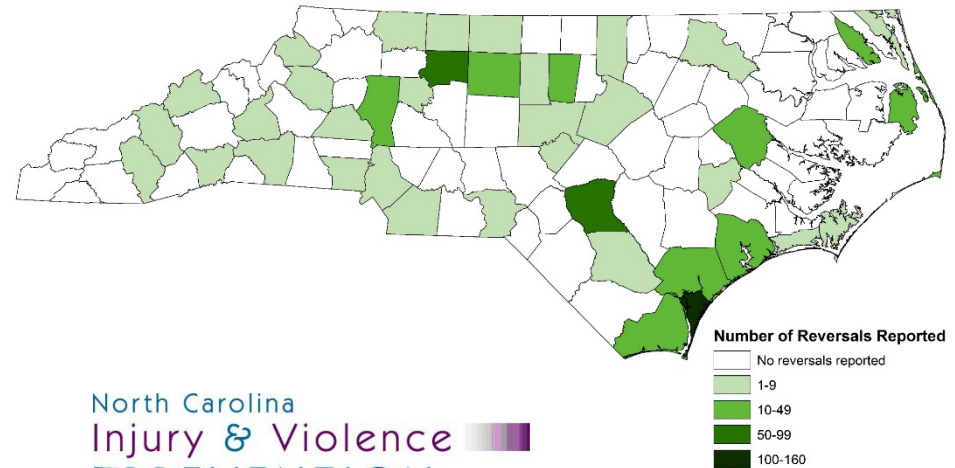 Number of Reversals Reported
No reversals reported
1-9
10-49
50-99
100-160
North Carolina
Injury & Violence